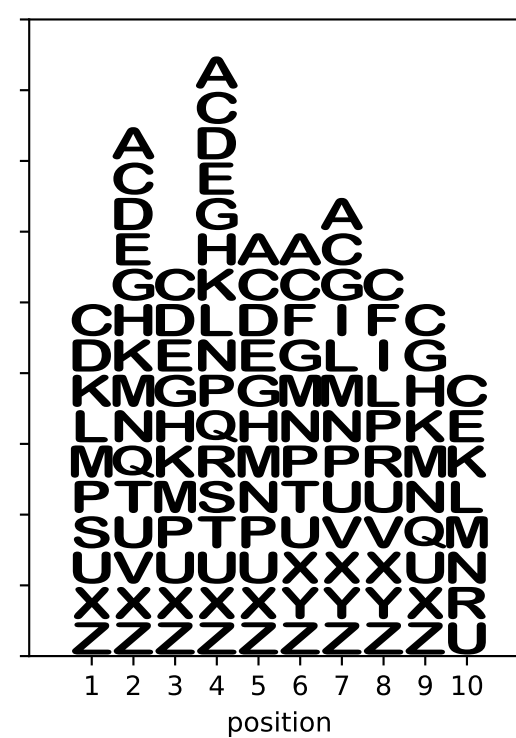 A
C
A D
C E
D G A
E H A A C
G C K C C G C
C H D L D F I F C
D K E N E G L I G
K M G P G M M L H C
L N H Q H N N P K E
M Q K R M P P R M K
P T M S N T U U N L
S U P T P U V V Q M
U V U U U X X X U N
X X X X X Y Y Y X R
Z Z Z Z Z Z Z Z Z U
1 2 3 4 5 6 7 8 9 10
position